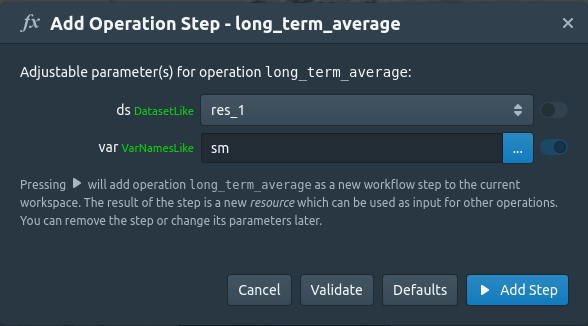 fx Add Operation Step - long_term_average ×
Adjustable parameter(s) for operation long_term_average:
ds DatasetLike res_1
var VarNamesLike sm ...
Pressing ▶ will add operation long_term_average as a new workflow step to the current
workspace. The result of the step is a new resource which can be used as input for other operations.
You can remove the step or change its parameters later.
Cancel Validate Defaults ▶ Add Step